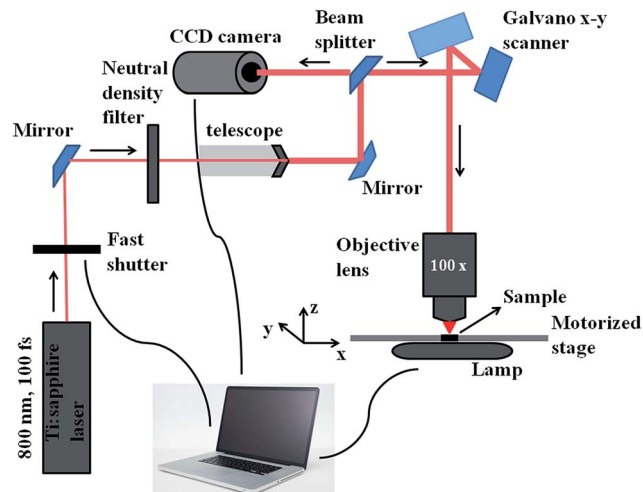 Beam
splitter
Galvano x-y
scanner
CCD camera
Neutral
density
filter
Mirror
telescope
Mirror
Fast
shutter
Objective
lens
100 x
Sample
Motorized
stage
Lamp
z
y
x
800 nm, 100 fs
Ti: sapphire
laser